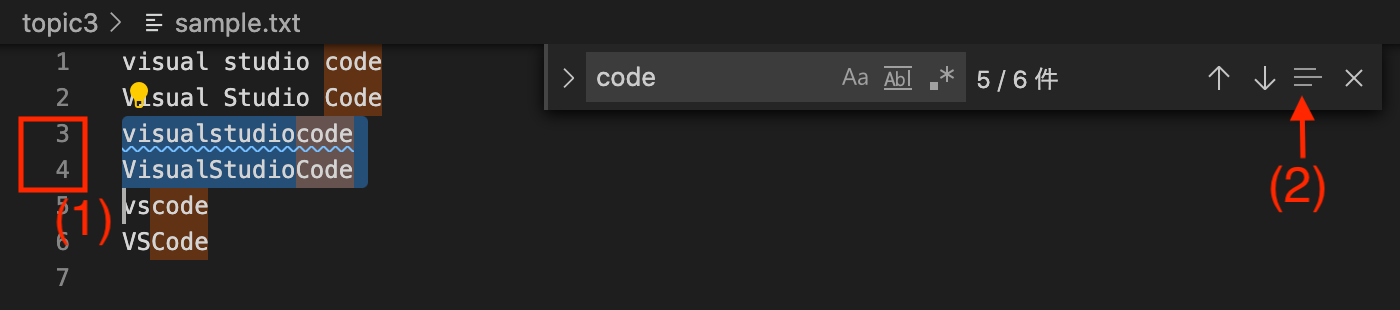 topic3 > sample.txt
code Aa Abl .* 5 / 6 件
1 visual studio code
2 Visual Studio Code
3 visualstudiocode
4 VisualStudioCode
5 vscode
6 VSCode
7
(1)
(2)